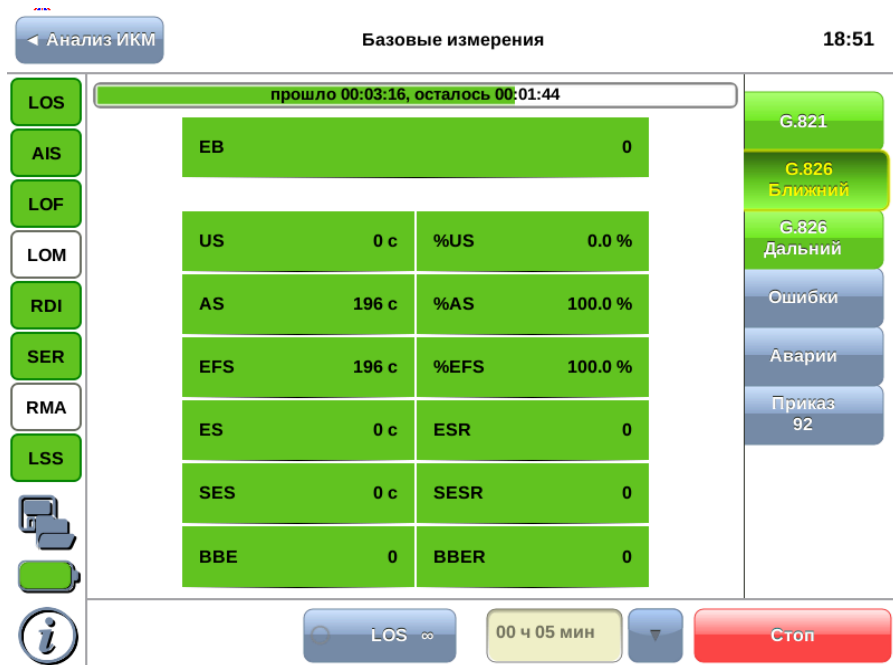 ◄ Анализ ИКМ
Базовые измерения
18:51
LOS
AIS
LOF
LOM
RDI
SER
RMA
LSS
прошло 00:03:16, осталось 00:01:44
EB 0
US 0 с %US 0.0 %
AS 196 с %AS 100.0 %
EFS 196 с %EFS 100.0 %
ES 0 с ESR 0
SES 0 с SESR 0
BBE 0 BBER 0
G.821
G.826
Ближний
G.826
Дальний
Ошибки
Аварии
Приказ
92
i
LOS ∞
00 ч 05 мин
▼
Стоп